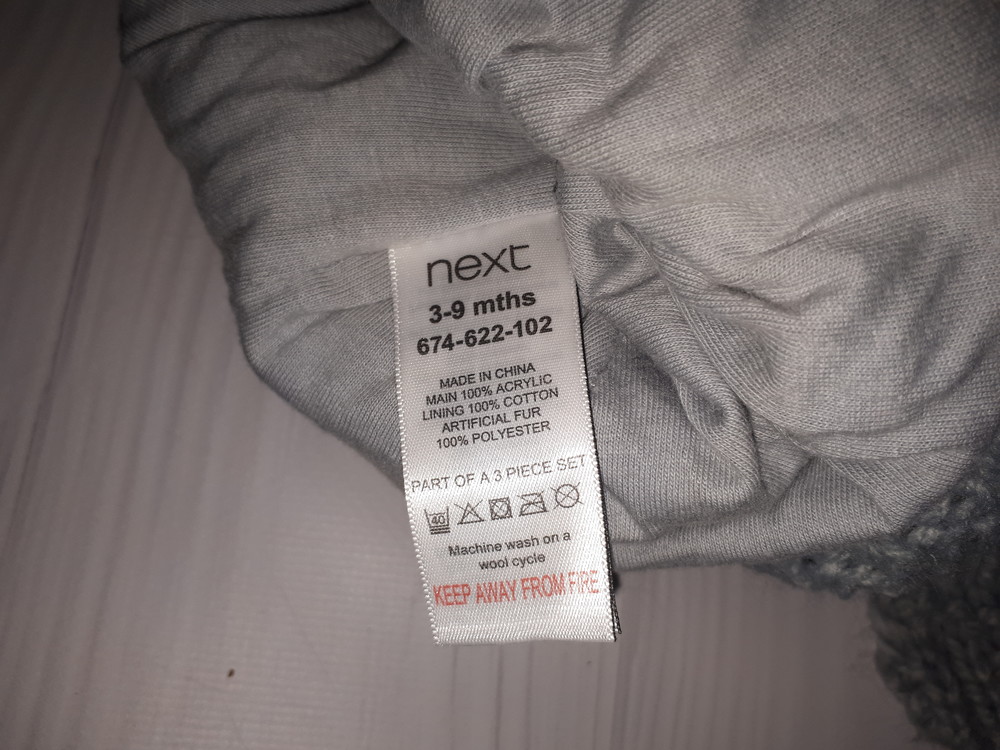 next
3-9 mths
674-622-102
MADE IN CHINA
MAIN 100% ACRYLIC
LINING 100% COTTON
ARTIFICIAL FUR
100% POLYESTER
PART OF A 3 PIECE SET
40
Machine wash on a
wool cycle
KEEP AWAY FROM FIRE